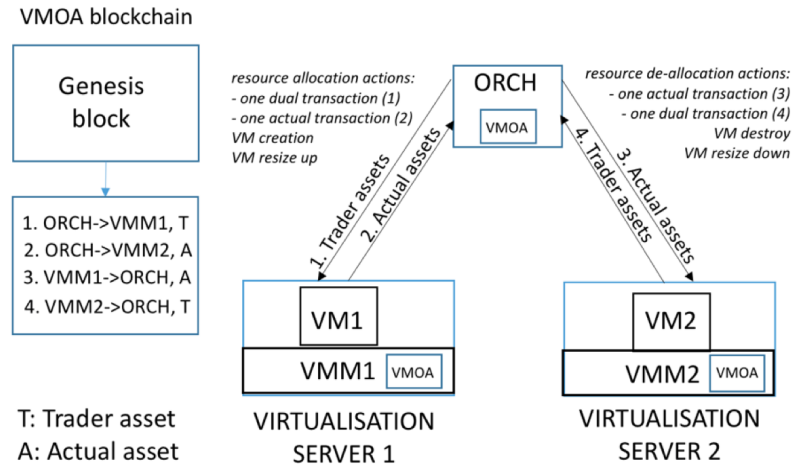 VMOA blockchain
Genesis
block
1. ORCH->VMM1, T
2. ORCH->VMM2, A
3. VMM1->ORCH, A
4. VMM2->ORCH, T
T: Trader asset
A: Actual asset
resource allocation actions:
- one dual transaction (1)
- one actual transaction (2)
VM creation
VM resize up
ORCH
VMOA
resource de-allocation actions:
- one actual transaction (3)
- one dual transaction (4)
VM destroy
VM resize down
1. Trader assets
2. Actual assets
3. Actual assets
4. Trader assets
VM1
VMM1
VMOA
VIRTUALISATION
SERVER 1
VM2
VMM2
VMOA
VIRTUALISATION
SERVER 2